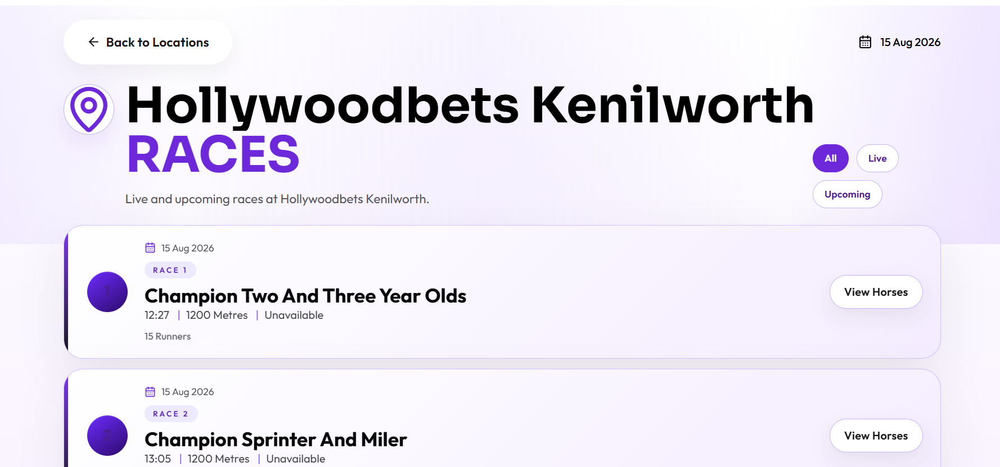 Back to Locations
15 Aug 2026
Hollywoodbets Kenilworth
RACES
All
Live
Upcoming
Live and upcoming races at Hollywoodbets Kenilworth.
15 Aug 2026
RACE 1
1
Champion Two And Three Year Olds
12:27 | 1200 Metres | Unavailable
15 Runners
View Horses
15 Aug 2026
RACE 2
2
Champion Sprinter And Miler
13:05 | 1200 Metres | Unavailable
View Horses